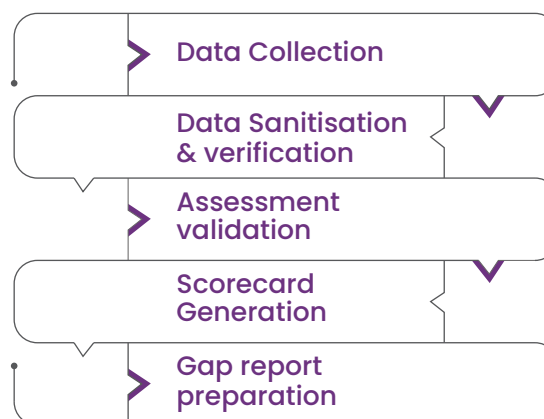 Data Collection
Data Sanitisation
& verification
Assessment
validation
Scorecard
Generation
Gap report
preparation